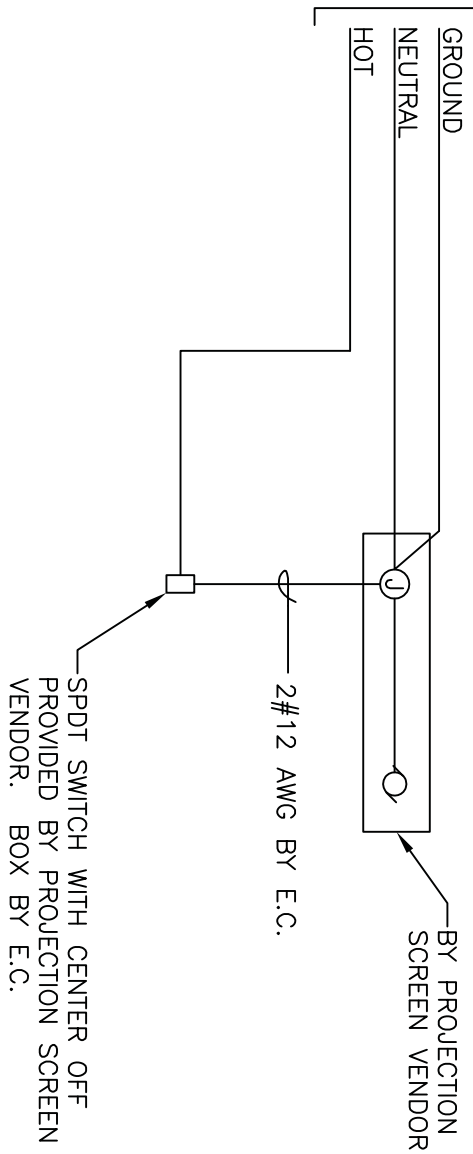 GROUND
NEUTRAL
HOT
J
BY PROJECTION
SCREEN VENDOR
2#12 AWG BY E.C.
SPDT SWITCH WITH CENTER OFF
PROVIDED BY PROJECTION SCREEN
VENDOR. BOX BY E.C.